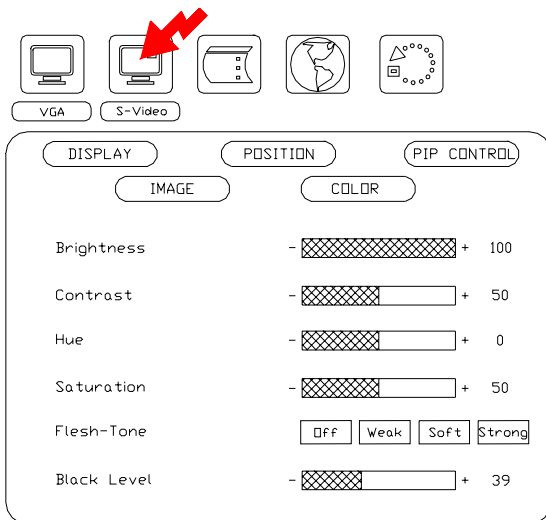 VGA S-Video
DISPLAY POSITION PIP CONTROL
IMAGE COLOR
Brightness - + 100
Contrast - + 50
Hue - + 0
Saturation - + 50
Flesh-Tone Off Weak Soft Strong
Black Level - + 39